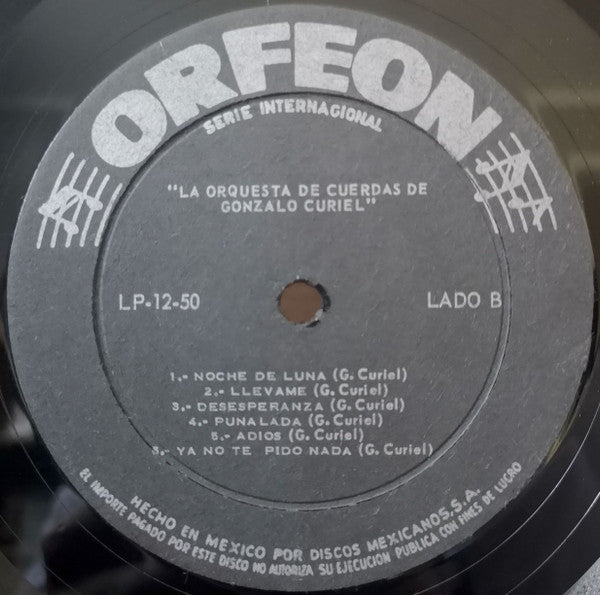 ORFEON
SERIE INTERNACIONAL
"LA ORQUESTA DE CUERDAS DE
GONZALO CURIEL"
LP-12-50
LADO B
1,- NOCHE DE LUNA (G. Curiel)
2.- LLEVAME (G. Curiel)
3,- DESESPERANZA (G. Curiel)
4.- PUNALADA (G. Curiel)
5.- ADIOS (G. Curiel)
6.- YA NO TE PIDO NADA (G. Curiel)
HECHO EN MEXICO POR DISCOS MEXICANOS, S.A.
EL IMPORTE PAGADO POR ESTE DISCO NO AUTORIZA SU EJECUCION PUBLICA CON FINES DE LUCRO